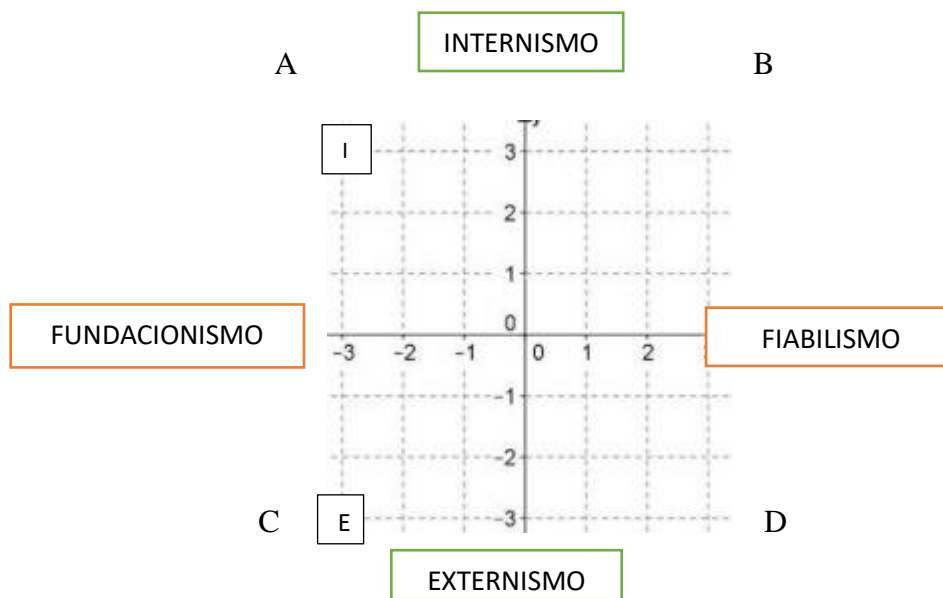 INTERNISMO
A
B
I
3
2
1
0
FUNDACIONISMO
-3 -2 -1 0 1 2
FIABILISMO
-1
-2
C
E
-3
D
EXTERNISMO